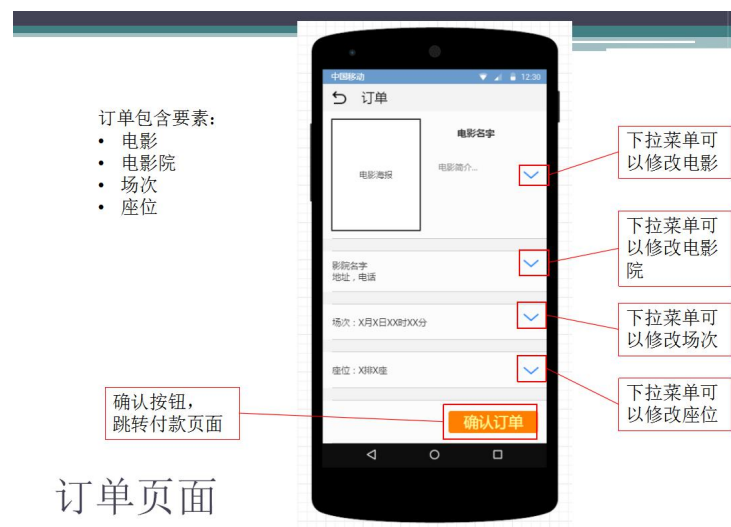 中国移动 12:30
订单
订单包含要素：
• 电影
• 电影院
• 场次
• 座位
电影海报
电影名字
电影简介...
下拉菜单可
以修改电影
影院名字
地址，电话
下拉菜单可
以修改电影
院
场次：X月X日XX时XX分
下拉菜单可
以修改场次
座位：X排X座
下拉菜单可
以修改座位
确认按钮，
跳转付款页面
确认订单
订单页面